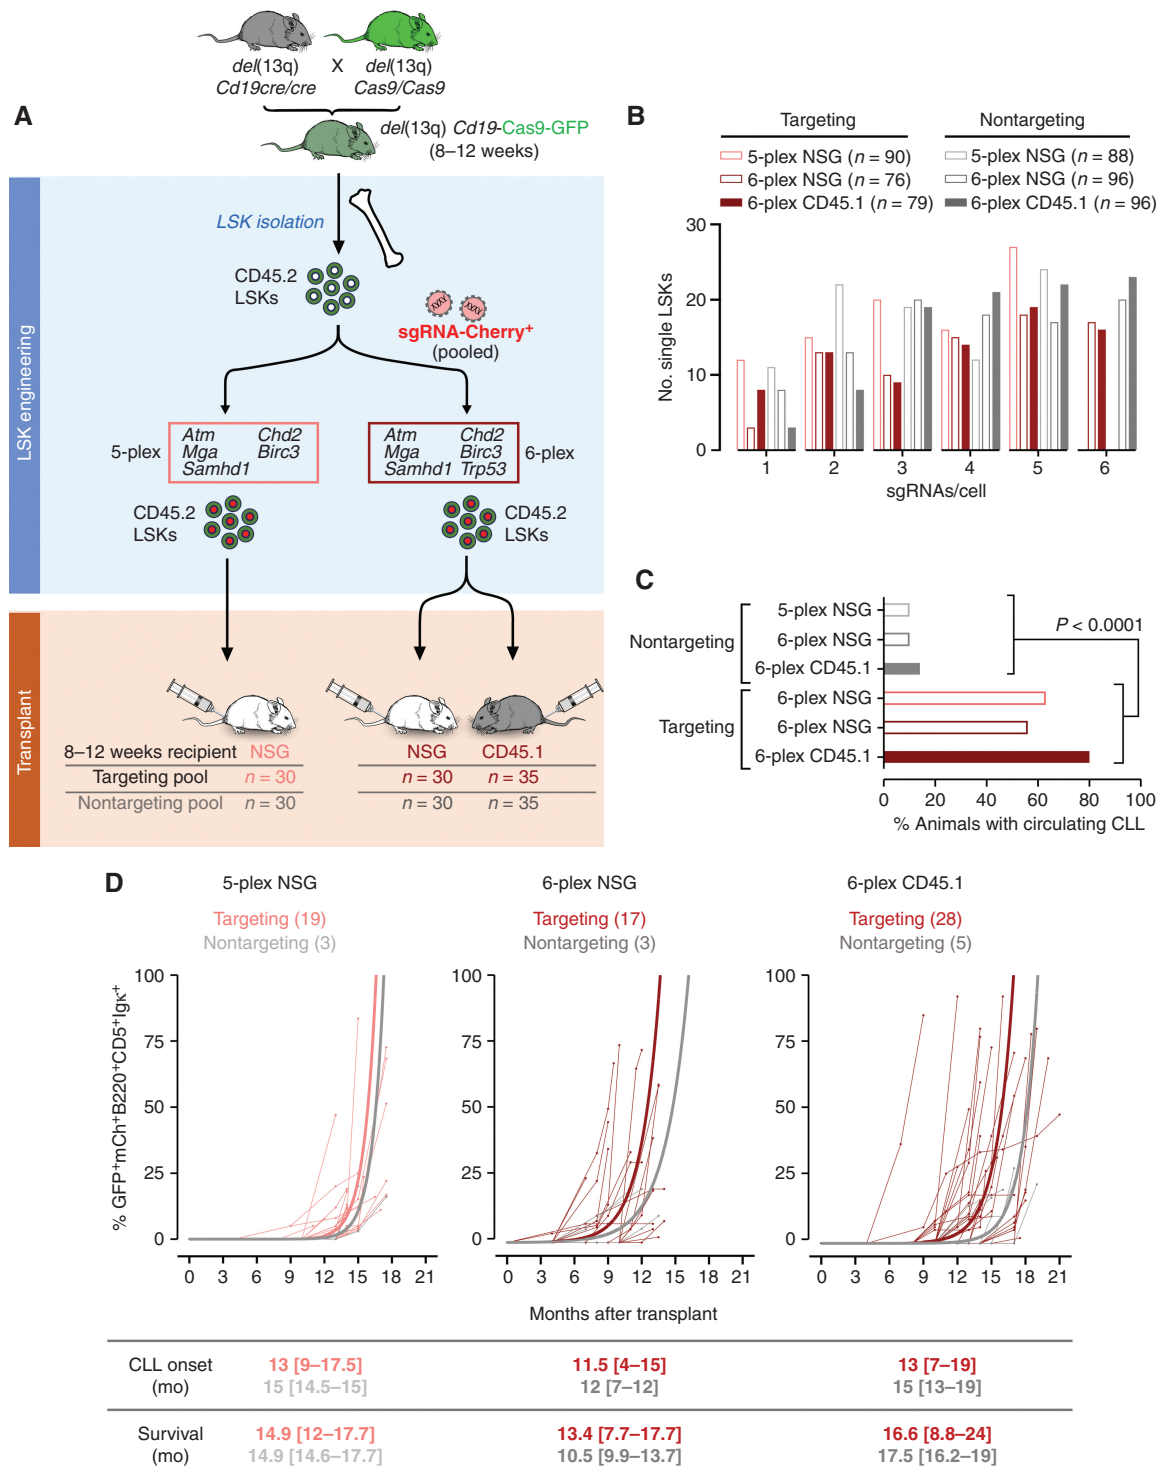 del(13q) X del(13q)
Cd19cre/cre Cas9/Cas9
A
del(13q) Cd19-Cas9-GFP
(8–12 weeks)
LSK engineering
LSK isolation
CD45.2
LSKs
sgRNA-Cherry+
(pooled)
5-plex
Atm Chd2
Mga Birc3
Samhd1
Atm Chd2
Mga Birc3
Samhd1 Trp53
6-plex
CD45.2
LSKs
CD45.2
LSKs
Transplant
8–12 weeks recipient NSG NSG CD45.1
Targeting pool n = 30 n = 30 n = 35
Nontargeting pool n = 30 n = 30 n = 35
B
Targeting Nontargeting
5-plex NSG (n = 90) 5-plex NSG (n = 88)
6-plex NSG (n = 76) 6-plex NSG (n = 96)
6-plex CD45.1 (n = 79) 6-plex CD45.1 (n = 96)
No. single LSKs
30
20
10
0
1 2 3 4 5 6
sgRNAs/cell
C
Nontargeting
5-plex NSG
6-plex NSG
6-plex CD45.1
P < 0.0001
Targeting
6-plex NSG
6-plex NSG
6-plex CD45.1
0 20 40 60 80 100
% Animals with circulating CLL
D
5-plex NSG 6-plex NSG 6-plex CD45.1
Targeting (19) Targeting (17) Targeting (28)
Nontargeting (3) Nontargeting (3) Nontargeting (5)
% GFP+mCh+B220+CD5+Igκ+
100 100 100
75 75 75
50 50 50
25 25 25
0 0 0
0 3 6 9 12 15 18 21 0 3 6 9 12 15 18 21 0 3 6 9 12 15 18 21
Months after transplant
CLL onset 13 [9–17.5] 11.5 [4–15] 13 [7–19]
(mo) 15 [14.5–15] 12 [7–12] 15 [13–19]
Survival 14.9 [12–17.7] 13.4 [7.7–17.7] 16.6 [8.8–24]
(mo) 14.9 [14.6–17.7] 10.5 [9.9–13.7] 17.5 [16.2–19]